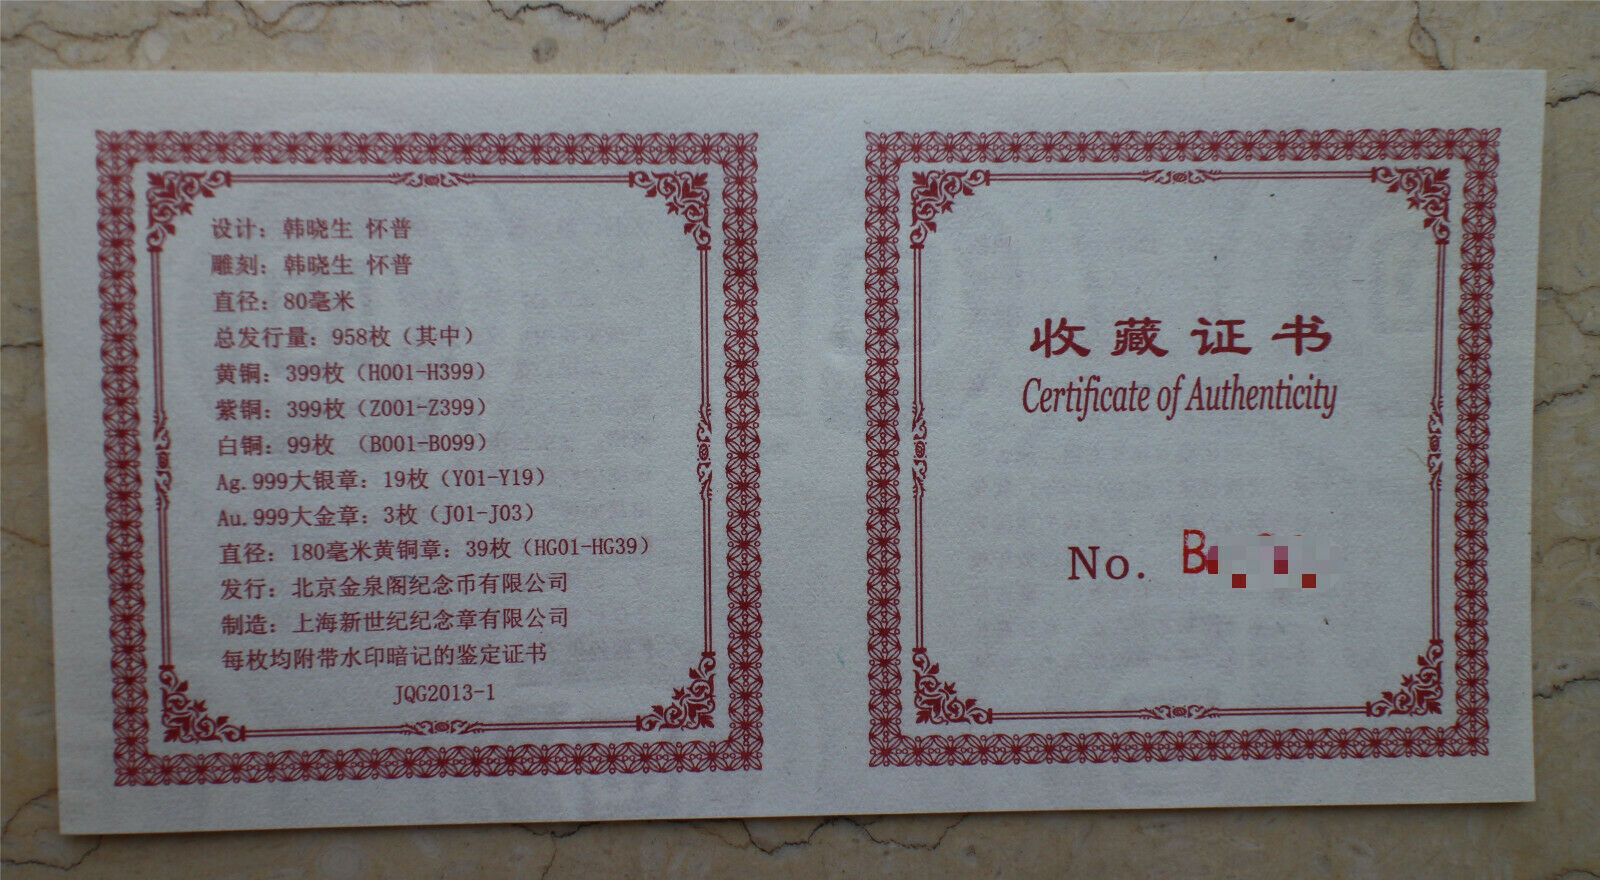 设计：韩晓生 怀普
雕刻：韩晓生 怀普
直径：80毫米
总发行量：958枚（其中）
黄铜：399枚（H001-H399）
紫铜：399枚（Z001-Z399）
白铜：99枚 （B001-B099）
Ag.999大银章：19枚（Y01-Y19）
Au.999大金章：3枚（J01-J03）
直径：180毫米黄铜章：39枚（HG01-HG39）
发行：北京金泉阁纪念币有限公司
制造：上海新世纪纪念章有限公司
每枚均附带水印暗记的鉴定证书
JQG2013-1
收藏证书
Certificate of Authenticity
No. B